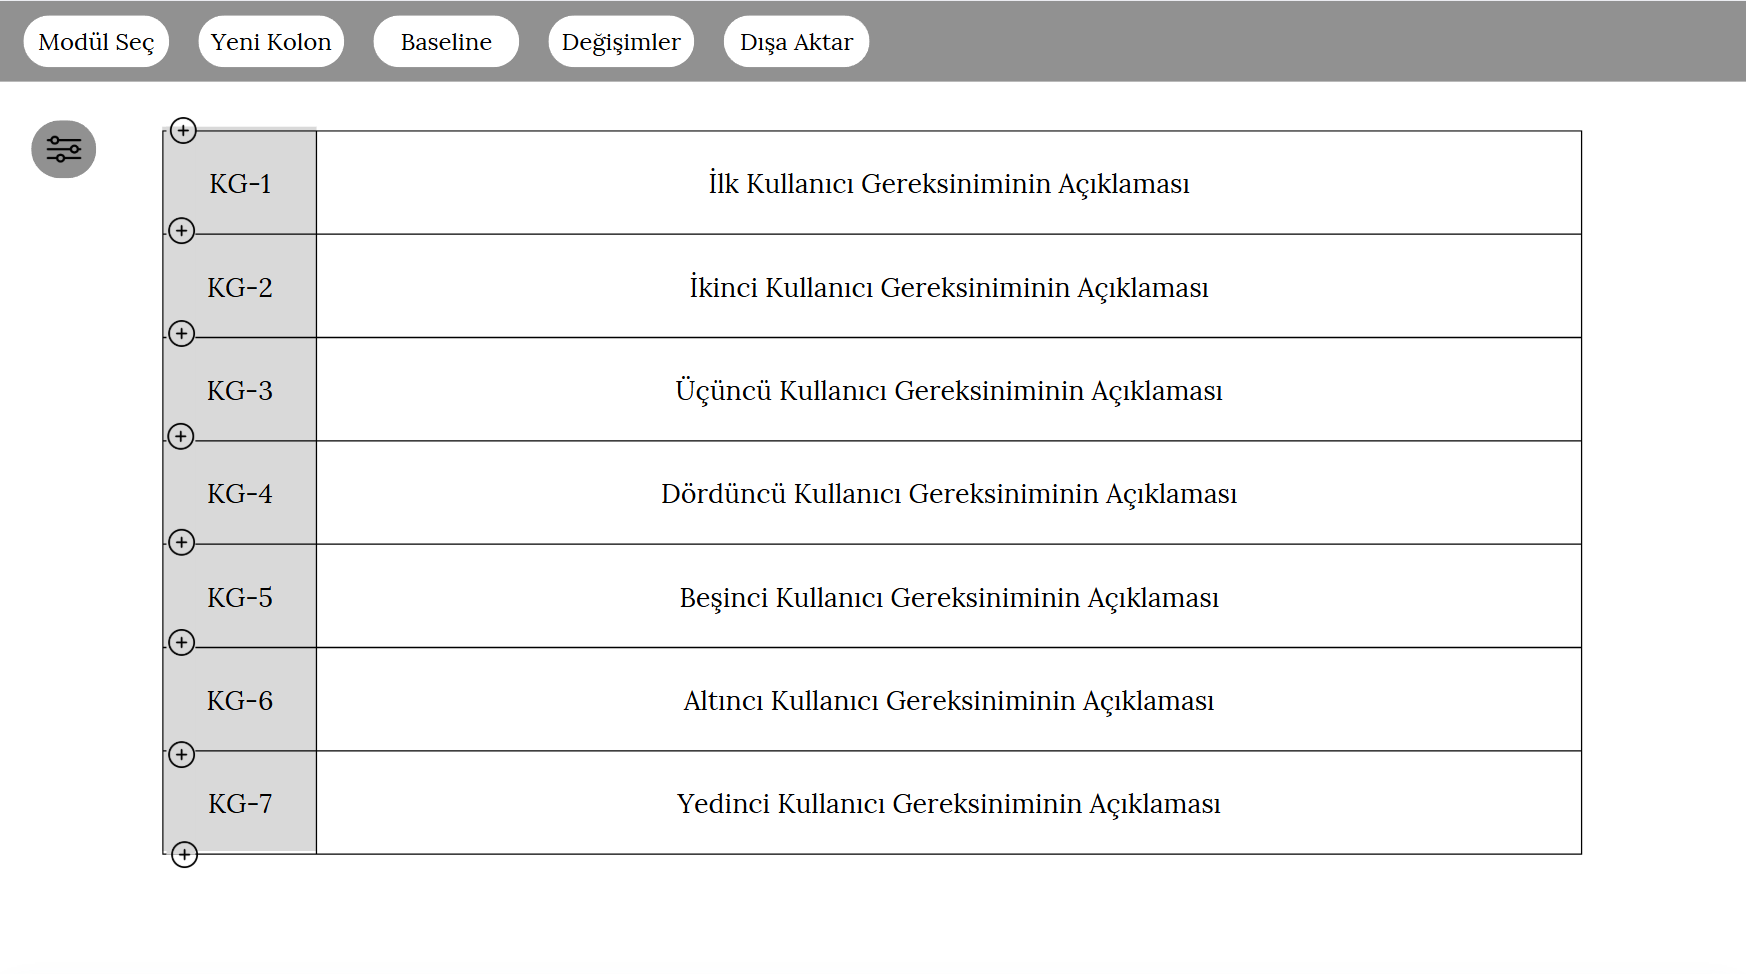 Modül Seç Yeni Kolon Baseline Değişimler Dışa Aktar
KG-1 İlk Kullanıcı Gereksiniminin Açıklaması
KG-2 İkinci Kullanıcı Gereksiniminin Açıklaması
KG-3 Üçüncü Kullanıcı Gereksiniminin Açıklaması
KG-4 Dördüncü Kullanıcı Gereksiniminin Açıklaması
KG-5 Beşinci Kullanıcı Gereksiniminin Açıklaması
KG-6 Altıncı Kullanıcı Gereksiniminin Açıklaması
KG-7 Yedinci Kullanıcı Gereksiniminin Açıklaması